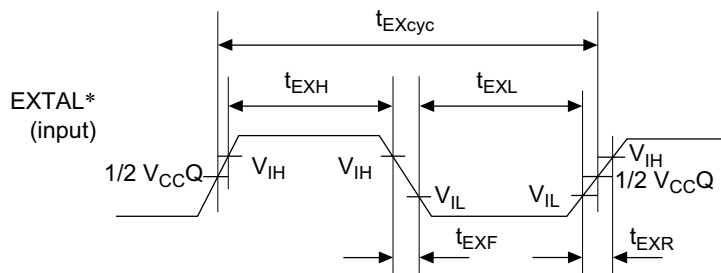 tEXcyc
tEXH
tEXL
EXTAL*
(input)
VIH
VIH
VIH
1/2 VCCQ
1/2 VCCQ
VIL
VIL
tEXF
tEXR